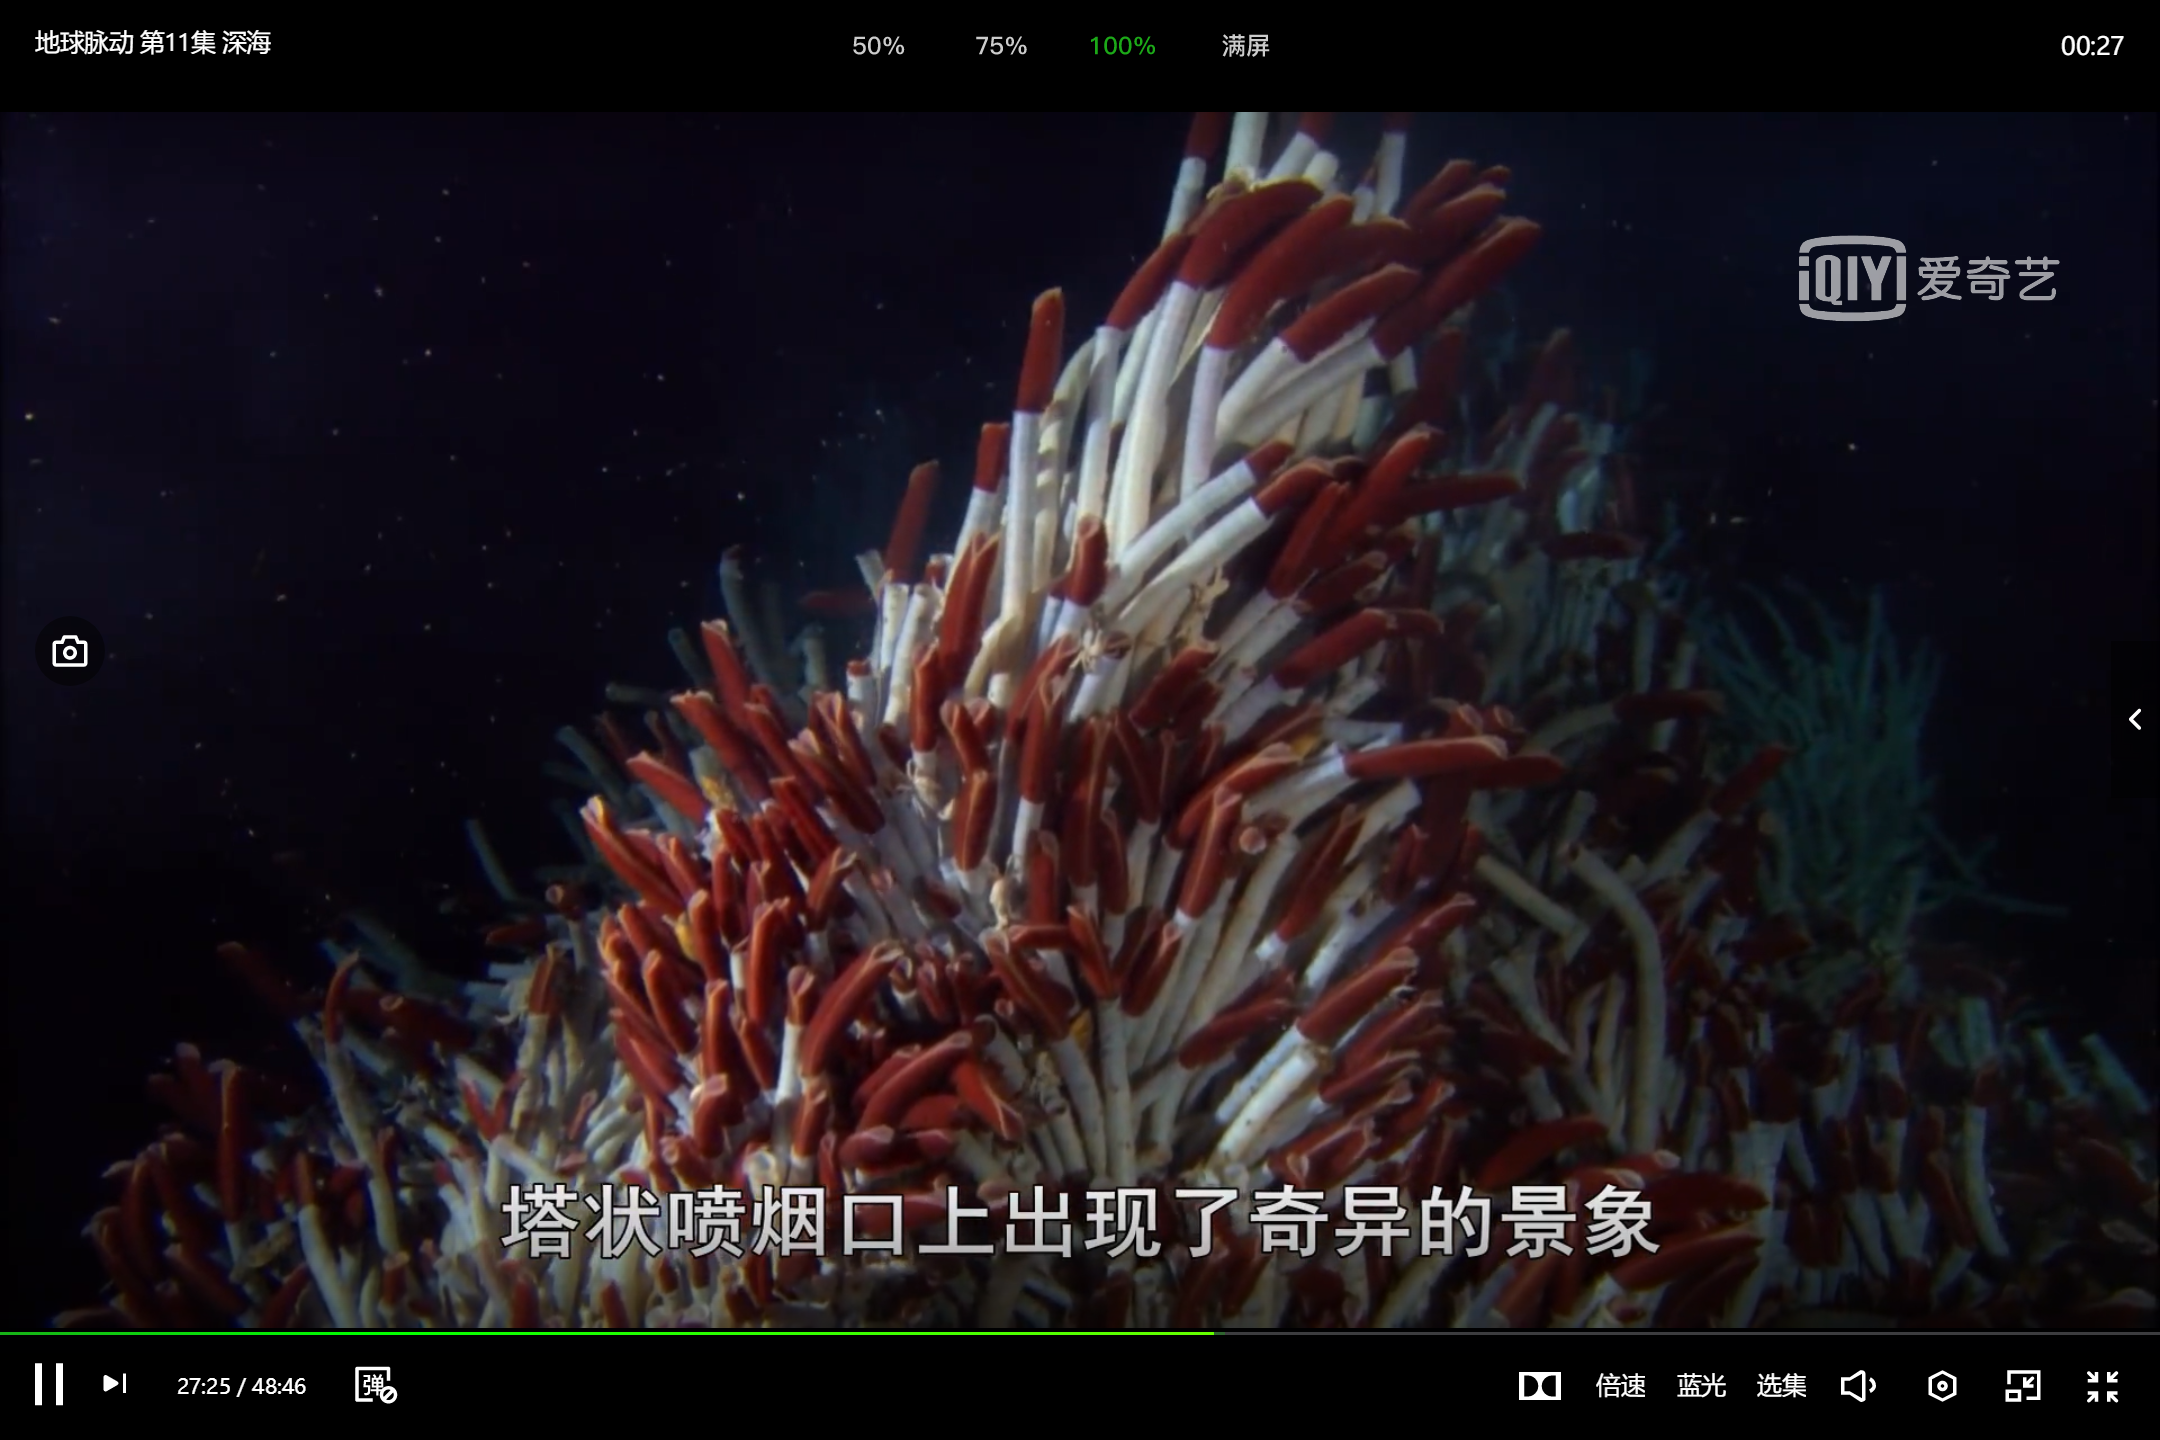 地球脉动 第11集 深海
50% 75% 100% 满屏
00:27
iQIYI 爱奇艺
塔状喷烟口上出现了奇异的景象
27:25 / 48:46 弹 倍速 蓝光 选集